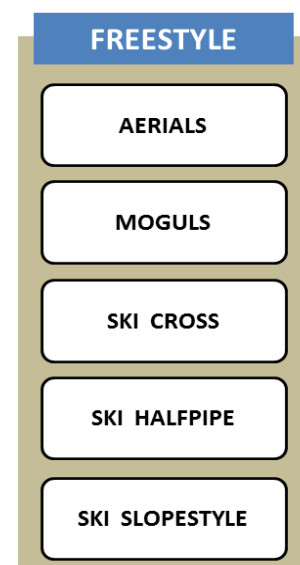 FREESTYLE
AERIALS
MOGULS
SKI CROSS
SKI HALFPIPE
SKI SLOPESTYLE